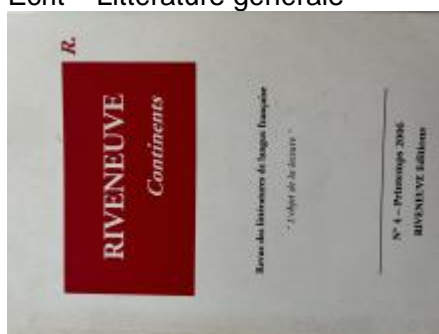 Ecrit – Littérature générale
R.
RIVENEUVE
Continents
Revue des littératures de langue française
" L'objet de la lecture "
N° 4 – Printemps 2006
RIVENEUVE Editions